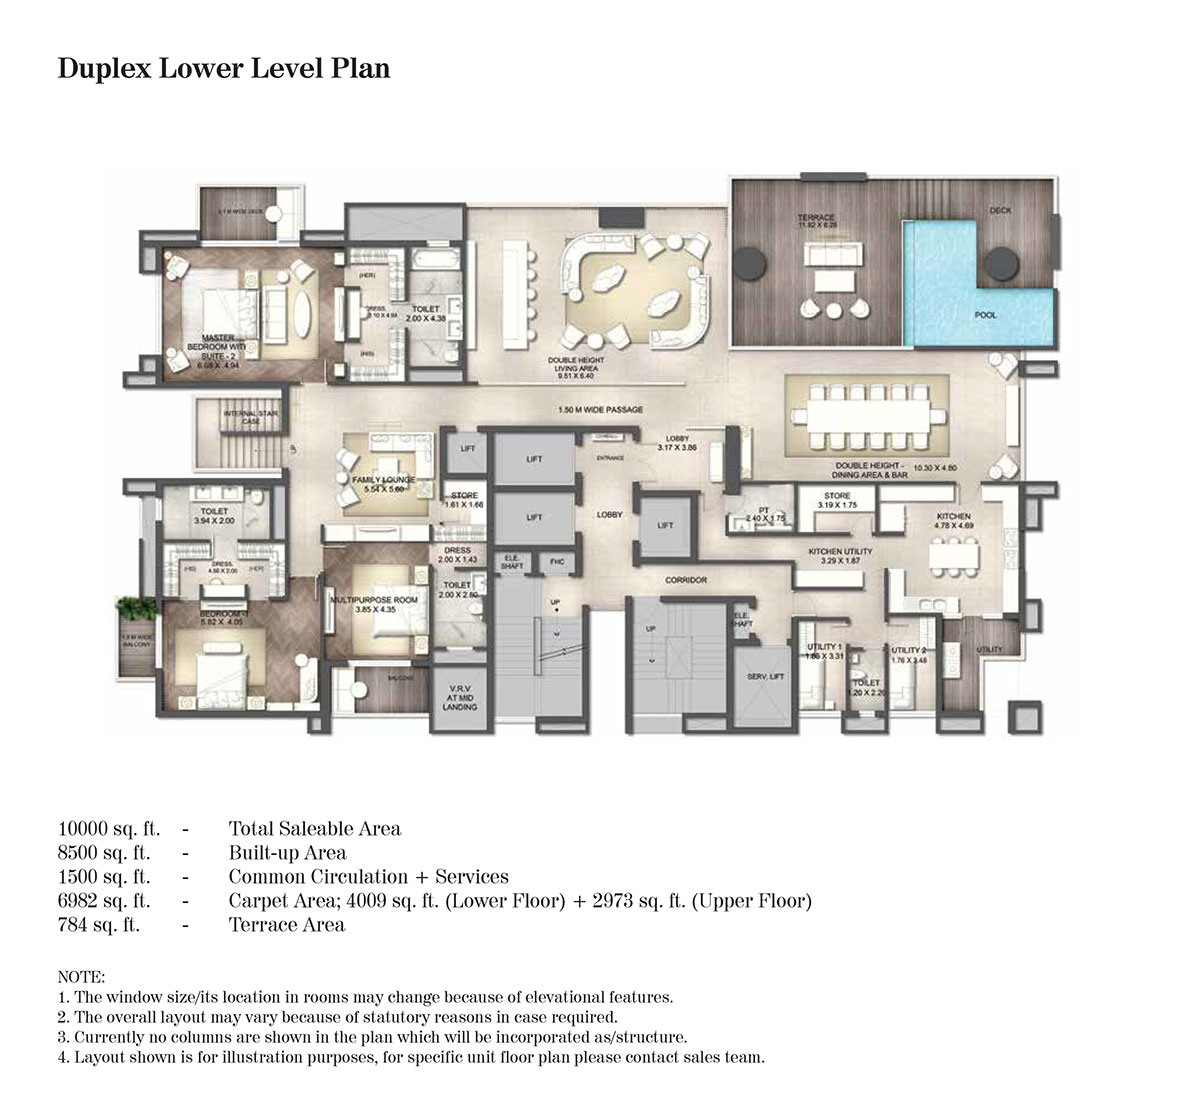 Duplex Lower Level Plan
TERRACE
11.92 X 6.26
DECK
POOL
(HER)
DRESS
TOILET
2.00 X 4.38
(HIS)
MASTER
BEDROOM WITH
SUITE - 2
6.68 X 4.94
DOUBLE HEIGHT
LIVING AREA
9.51 X 6.40
1.50 M WIDE PASSAGE
INTERNAL STAIR
CASE
LOBBY
3.17 X 3.86
ENTRANCE
LIFT
LIFT
DOUBLE HEIGHT -
DINING AREA & BAR
10.30 X 4.80
FAMILY LOUNGE
5.54 X 5.60
STORE
1.61 X 1.66
TOILET
3.94 X 2.00
LIFT
LOBBY
LIFT
PT
2.40 X 1.75
STORE
3.19 X 1.75
KITCHEN
4.78 X 4.69
DRESS
2.00 X 1.43
ELE.
SHAFT
FHC
KITCHEN UTILITY
3.29 X 1.87
DRESS
4.56 X 2.00
(HIS)
(HER)
CORRIDOR
TOILET
2.00 X 2.80
MULTIPURPOSE ROOM
3.85 X 4.35
UP
BEDROOM -
5.82 X 4.05
1.8 M WIDE
BALCONY
UP
ELE.
SHAFT
UTILITY 1
1.86 X 3.31
UTILITY 2
1.76 X 3.46
UTILITY
BALCONY
V.R.V
AT MID
LANDING
SERV. LIFT
TOILET
1.20 X 2.20
10000 sq. ft. - Total Saleable Area
8500 sq. ft. - Built-up Area
1500 sq. ft. - Common Circulation + Services
6982 sq. ft. - Carpet Area; 4009 sq. ft. (Lower Floor) + 2973 sq. ft. (Upper Floor)
784 sq. ft. - Terrace Area
NOTE:
1. The window size/its location in rooms may change because of elevational features.
2. The overall layout may vary because of statutory reasons in case required.
3. Currently no columns are shown in the plan which will be incorporated as/structure.
4. Layout shown is for illustration purposes, for specific unit floor plan please contact sales team.